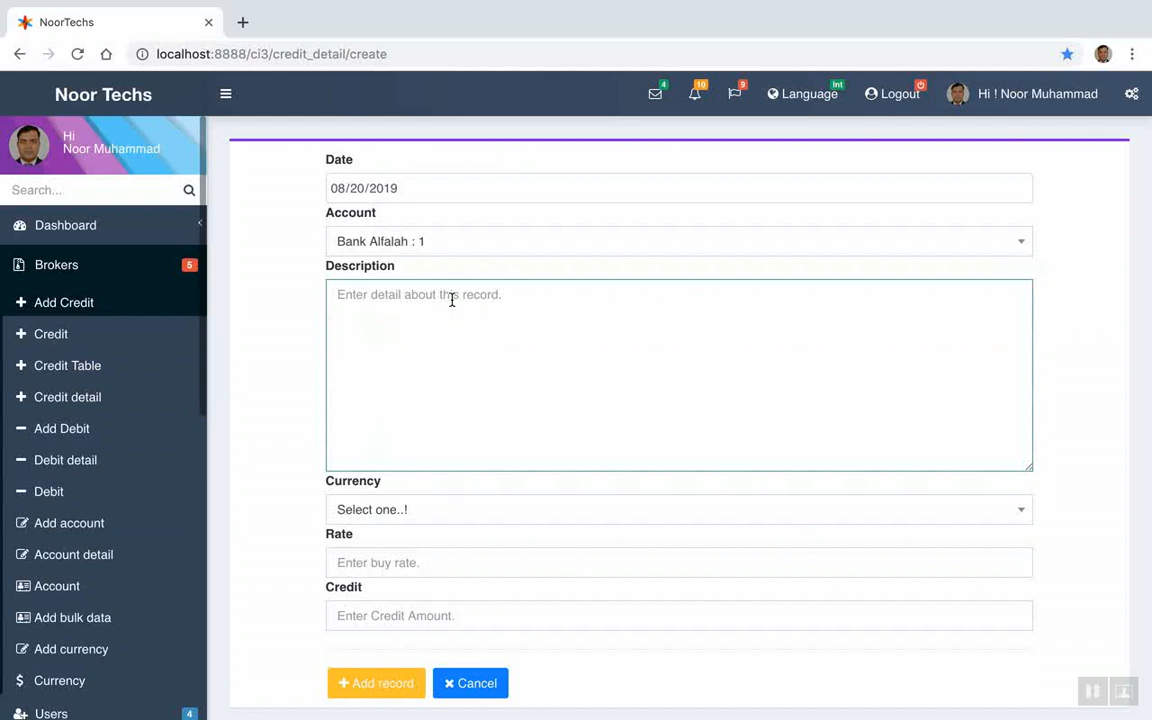 NoorTechs
localhost:8888/ci3/credit_detail/create
Noor Techs
4
10
9
Language
Int
Logout
Hi ! Noor Muhammad
Hi
Noor Muhammad
Search...
Dashboard
Brokers
5
Add Credit
Credit
Credit Table
Credit detail
Add Debit
Debit detail
Debit
Add account
Account detail
Account
Add bulk data
Add currency
Currency
Users
4
Date
08/20/2019
Account
Bank Alfalah : 1
Description
Enter detail about this record.
Currency
Select one..!
Rate
Enter buy rate.
Credit
Enter Credit Amount.
Add record
Cancel